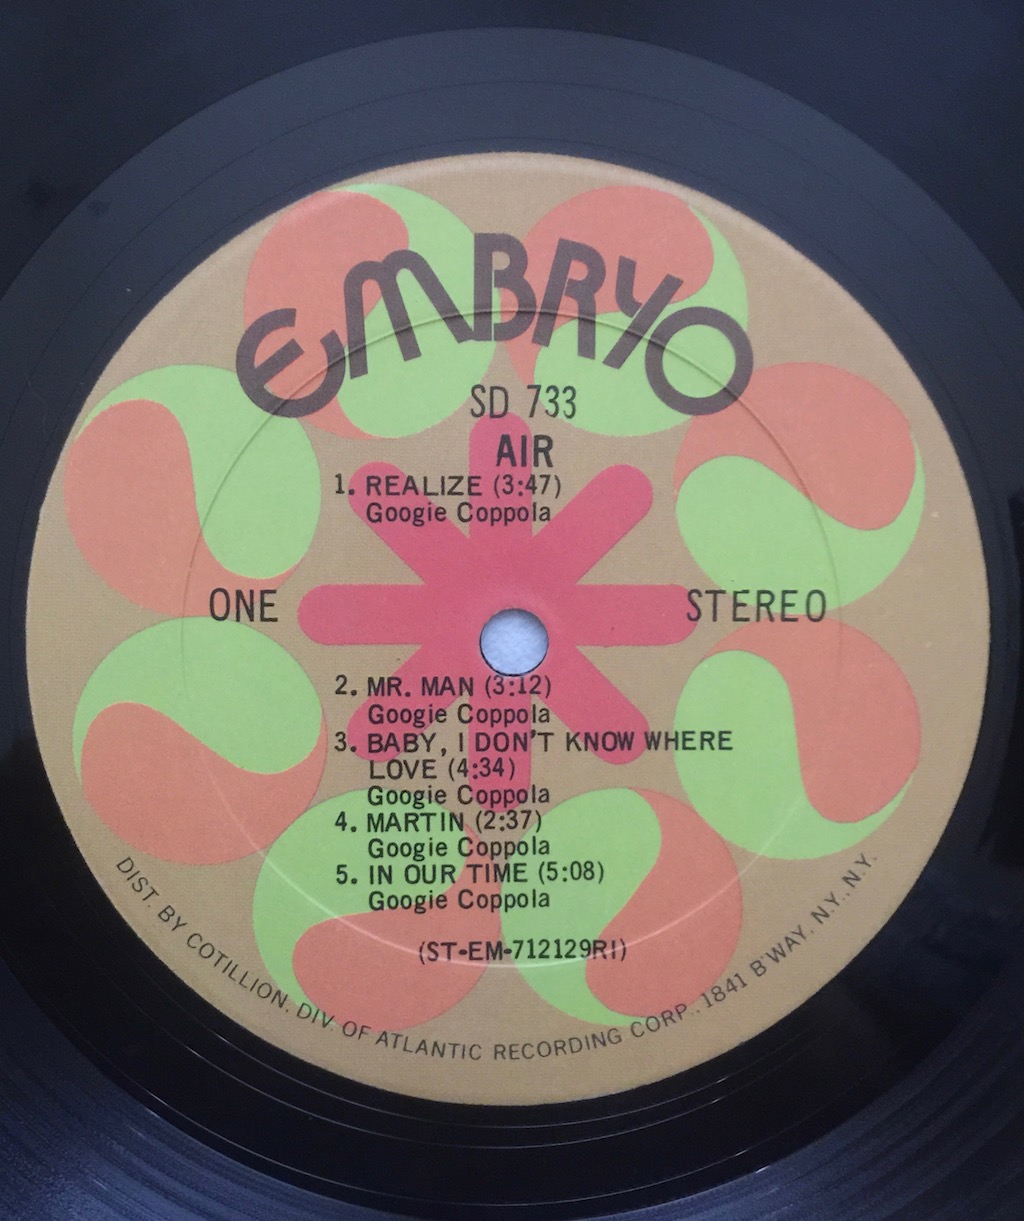 EMBRYO
SD 733
AIR
1. REALIZE (3:47)
Googie Coppola
ONE
STEREO
2. MR. MAN (3:12)
Googie Coppola
3. BABY, I DON'T KNOW WHERE
LOVE (4:34)
Googie Coppola
4. MARTIN (2:37)
Googie Coppola
5. IN OUR TIME (5:08)
Googie Coppola
(ST-EM-712129RI)
DIST. BY COTILLION, DIV. OF ATLANTIC RECORDING CORP., 1841 B'WAY, N.Y., N.Y.